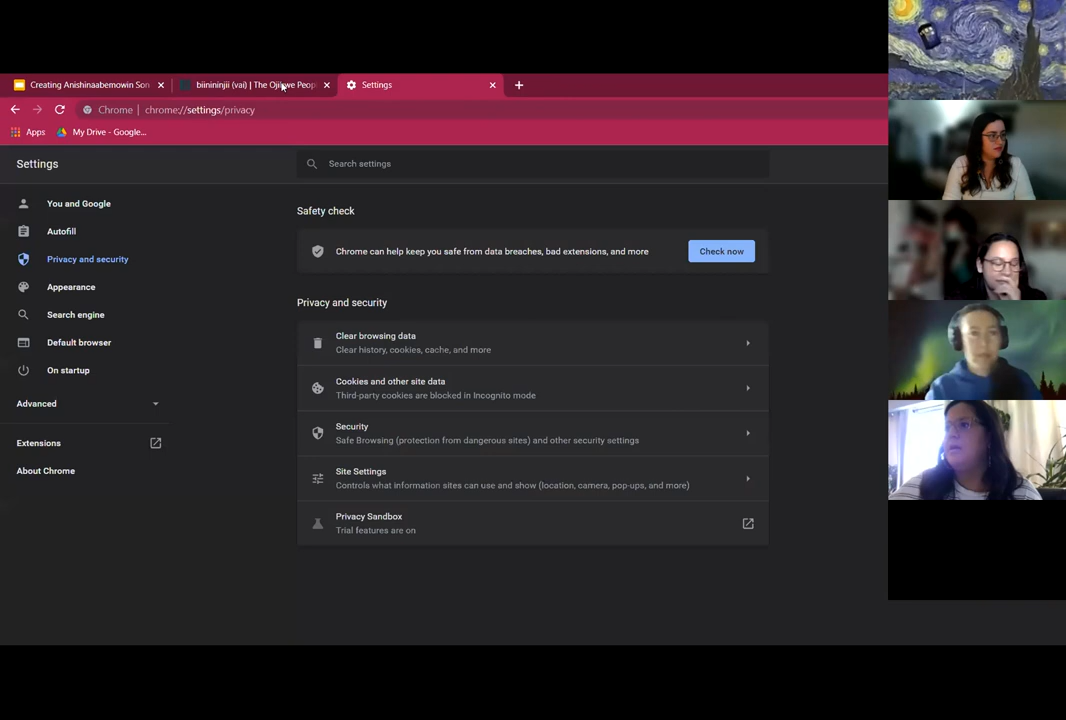 Creating Anishinaabemowin Son
biinininjii (vai) | The Ojibwe Peop
Settings
Chrome | chrome://settings/privacy
Apps
My Drive - Google...
Settings
Search settings
You and Google
Autofill
Privacy and security
Appearance
Search engine
Default browser
On startup
Advanced
Extensions
About Chrome
Safety check
Chrome can help keep you safe from data breaches, bad extensions, and more
Check now
Privacy and security
Clear browsing data
Clear history, cookies, cache, and more
Cookies and other site data
Third-party cookies are blocked in Incognito mode
Security
Safe Browsing (protection from dangerous sites) and other security settings
Site Settings
Controls what information sites can use and show (location, camera, pop-ups, and more)
Privacy Sandbox
Trial features are on